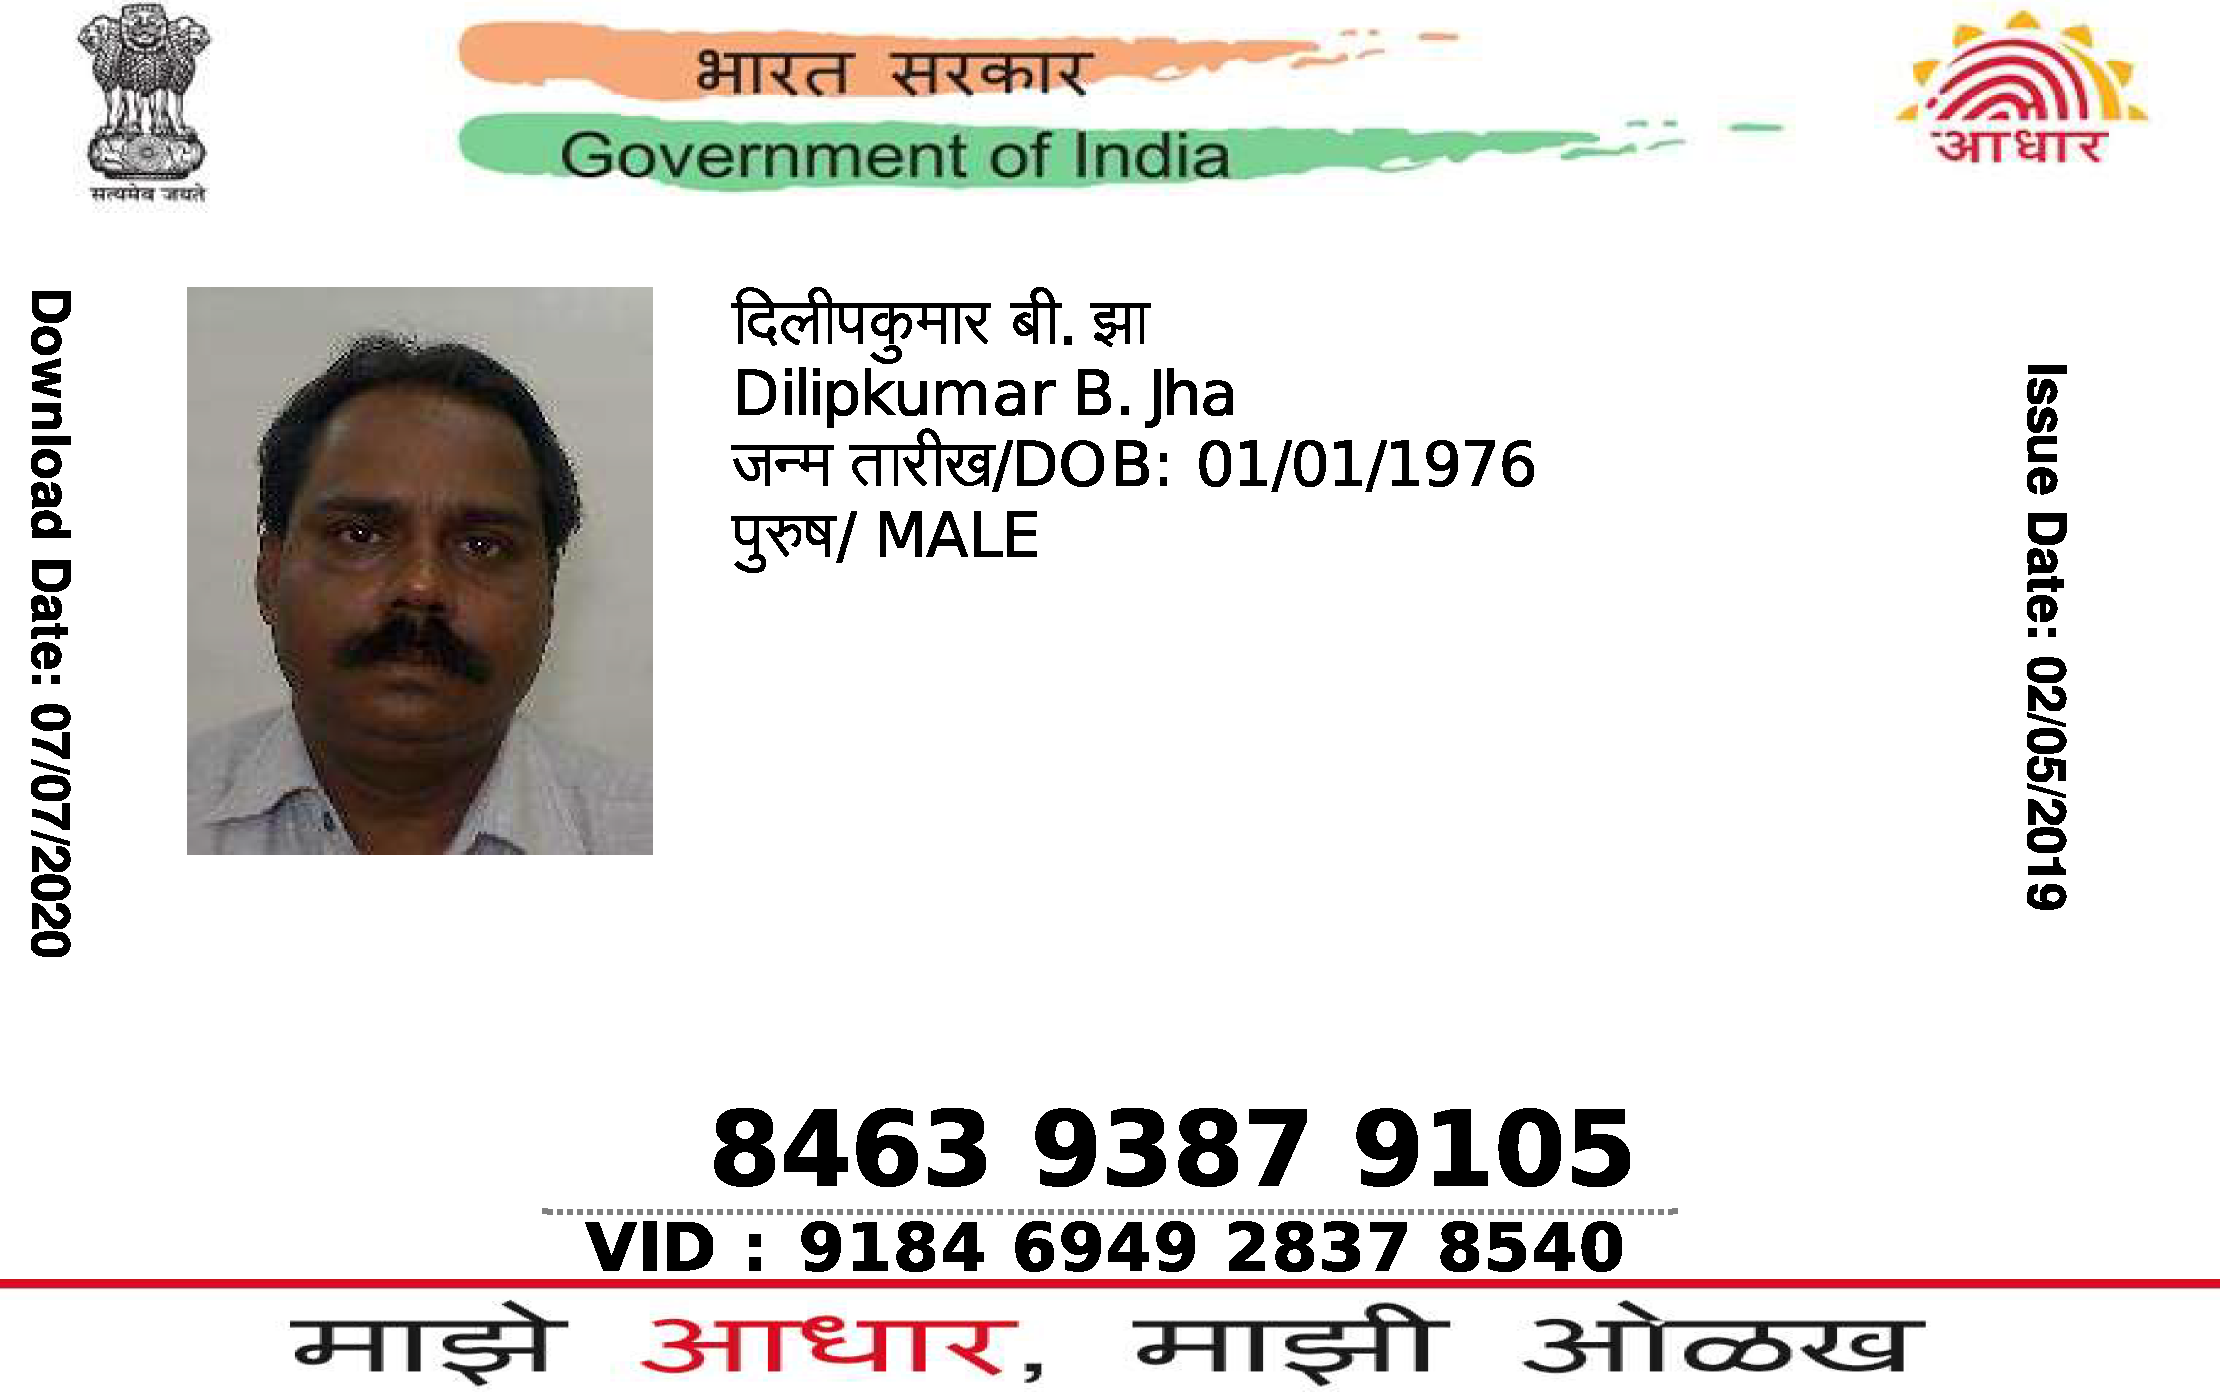 सत्यमेव जयते
भारत सरकार
Government of India
आधार
Download Date: 07/07/2020
दिलीपकुमार बी. झा
Dilipkumar B. Jha
जन्म तारीख/DOB: 01/01/1976
पुरुष/ MALE
Issue Date: 02/05/2019
8463 9387 9105
VID : 9184 6949 2837 8540
माझे आधार, माझी ओळख